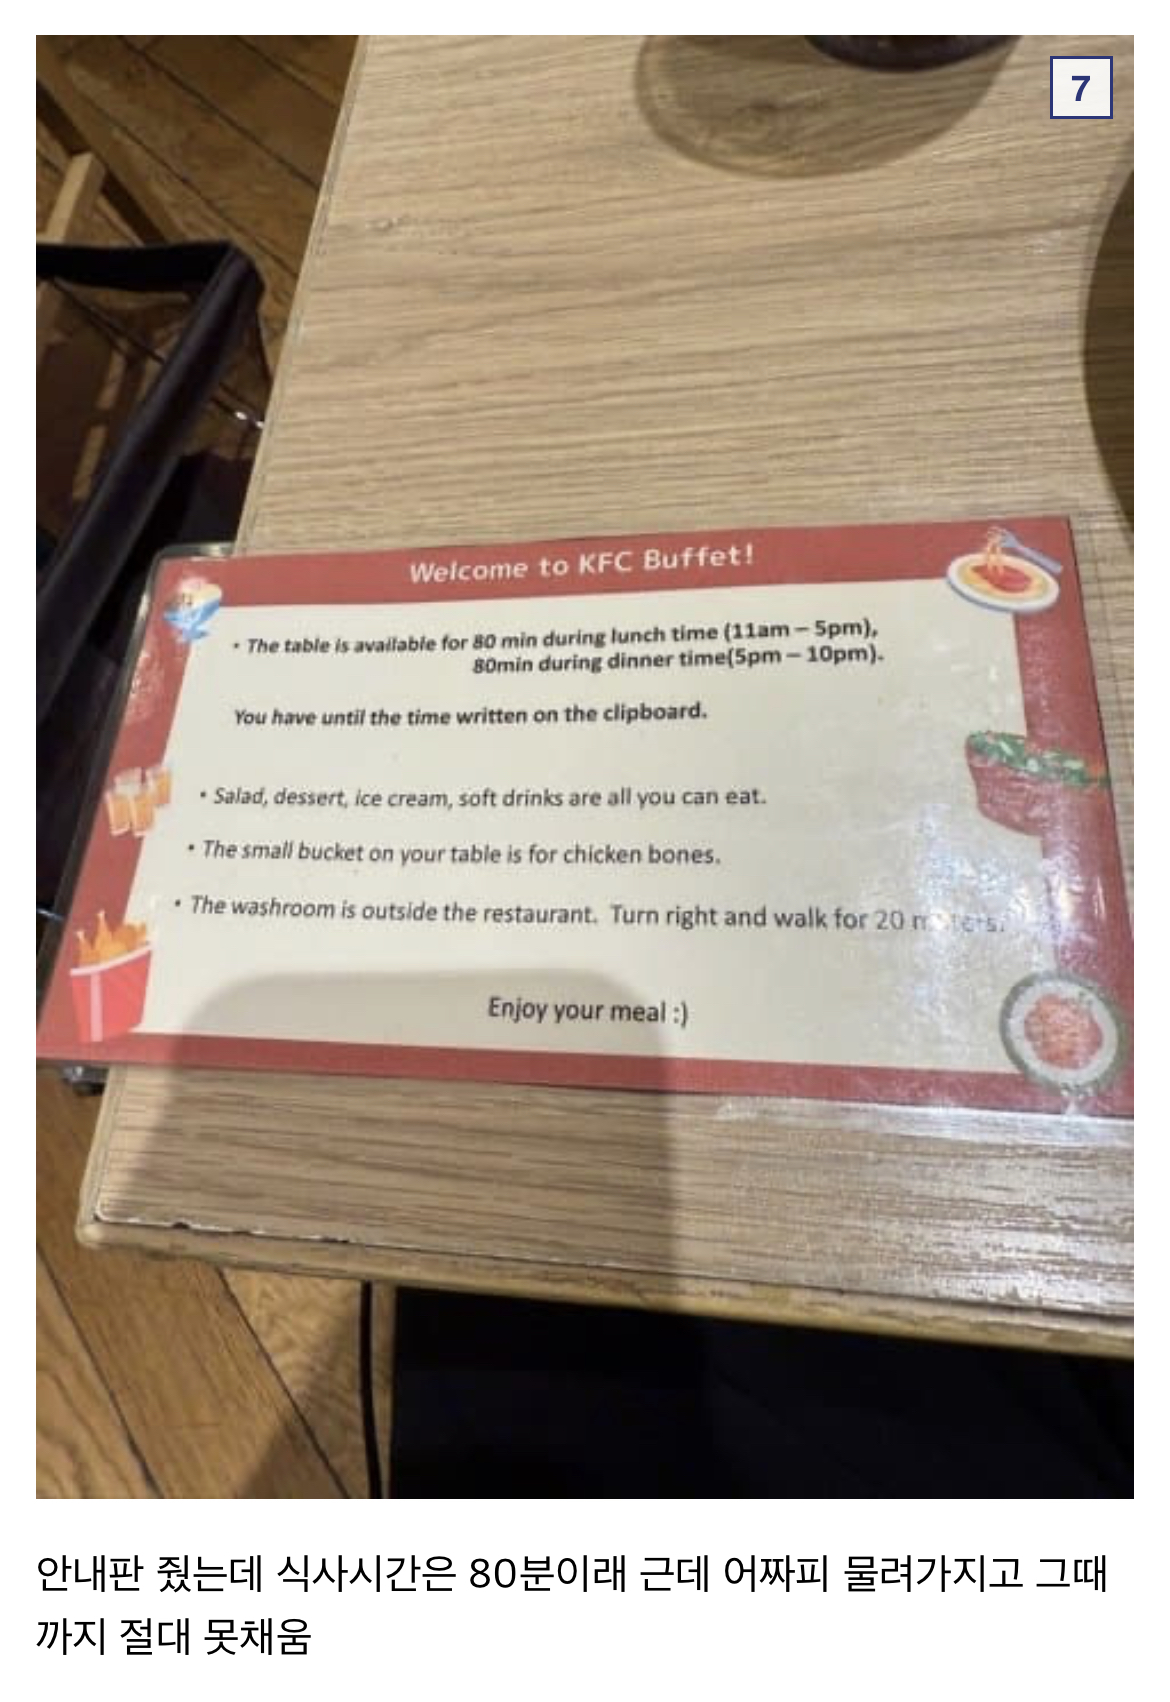 7
Welcome to KFC Buffet!
• The table is available for 80 min during lunch time (11am – 5pm),
80min during dinner time(5pm – 10pm).
You have until the time written on the clipboard.
• Salad, dessert, ice cream, soft drinks are all you can eat.
• The small bucket on your table is for chicken bones.
• The washroom is outside the restaurant. Turn right and walk for 20
Enjoy your meal :)
안내판 줬는데 식사시간은 80분이래 근데 어짜피 물려가지고 그때
까지 절대 못채움